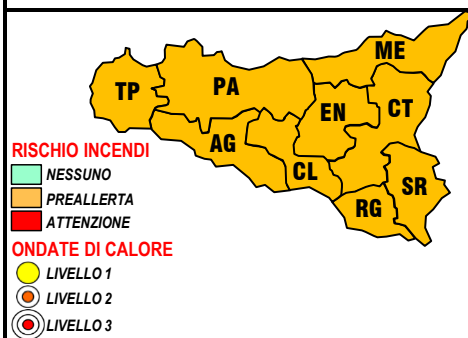 ME
PA
TP
EN
CT
AG
CL
SR
RG
RISCHIO INCENDI
NESSUNO
PREALLERTA
ATTENZIONE
ONDATE DI CALORE
LIVELLO 1
LIVELLO 2
LIVELLO 3